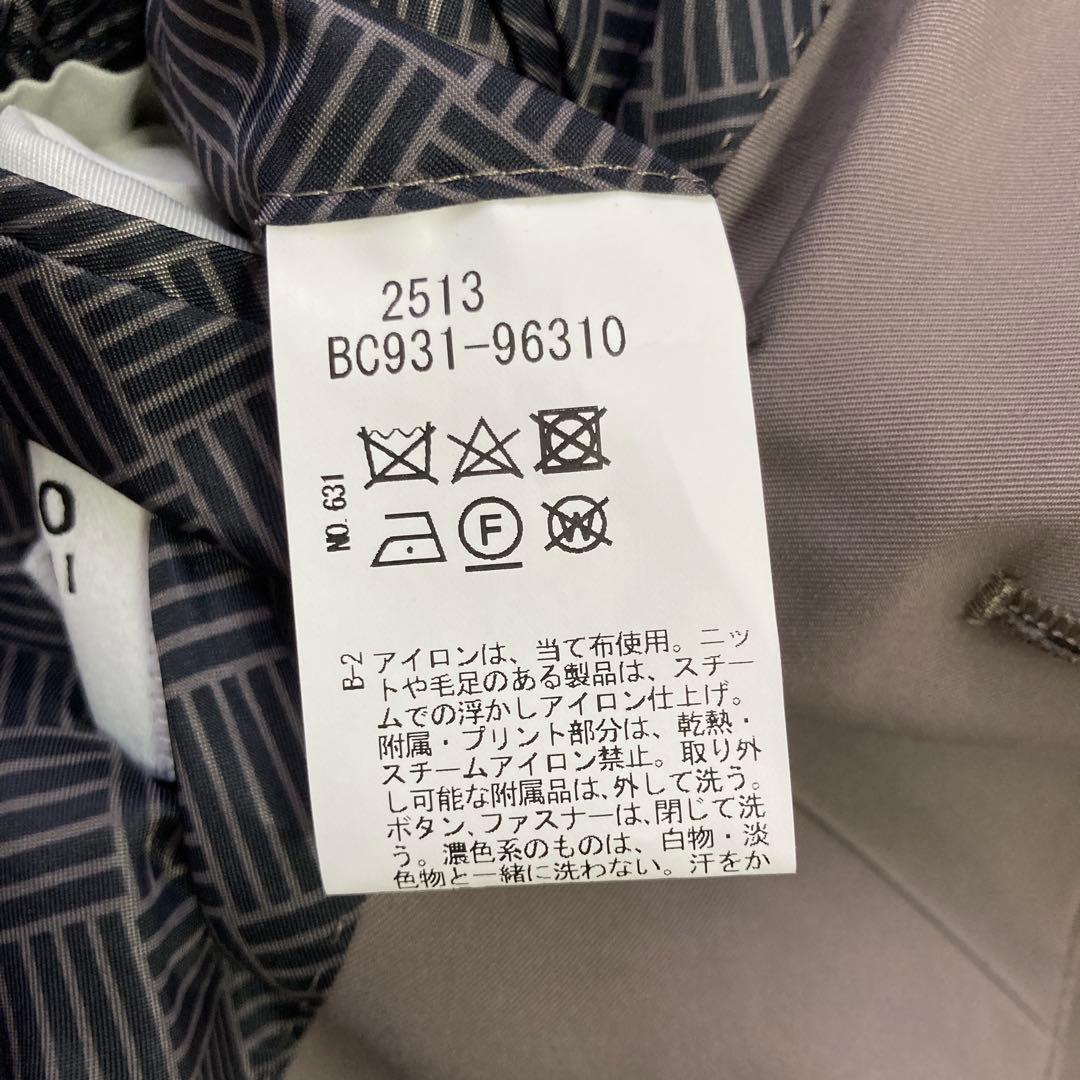 2513
BC931-96310
NO. 631
F
W
B-2
アイロンは、当て布使用。ニッ
トや毛足のある製品は、スチー
ムでの浮かしアイロン仕上げ。
附属・プリント部分は、乾熱・
スチームアイロン禁止。取り外
し可能な附属品は、外して洗う。
ボタン、ファスナーは、閉じて洗
う。濃色系のものは、白物・淡
色物と一緒に洗わない。汗をか
O
I